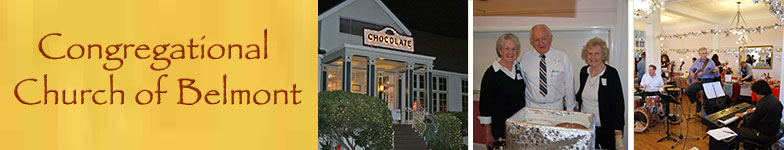 Congregational
Church of Belmont
CHOCOLATE